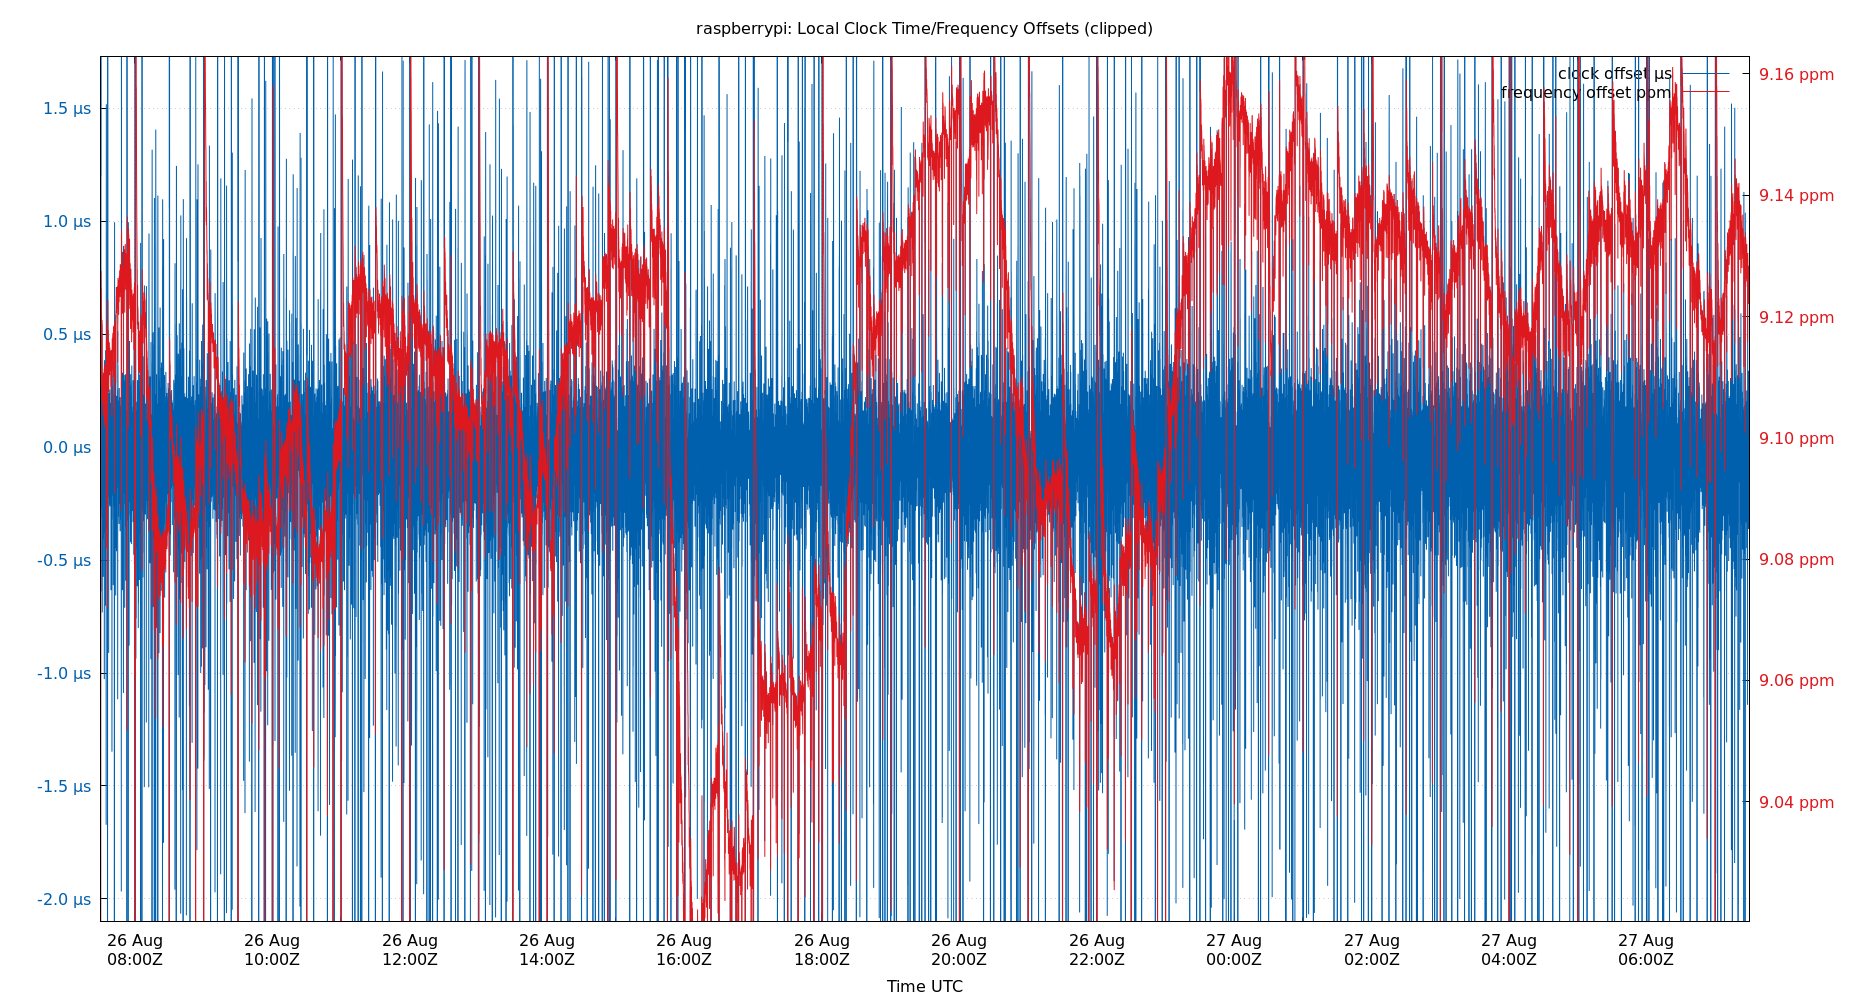 raspberrypi: Local Clock Time/Frequency Offsets (clipped)
clock offset µs
frequency offset ppm
1.5 µs
1.0 µs
0.5 µs
0.0 µs
-0.5 µs
-1.0 µs
-1.5 µs
-2.0 µs
9.16 ppm
9.14 ppm
9.12 ppm
9.10 ppm
9.08 ppm
9.06 ppm
9.04 ppm
26 Aug 26 Aug 26 Aug 26 Aug 26 Aug 26 Aug 26 Aug 26 Aug 27 Aug 27 Aug 27 Aug 27 Aug
08:00Z 10:00Z 12:00Z 14:00Z 16:00Z 18:00Z 20:00Z 22:00Z 00:00Z 02:00Z 04:00Z 06:00Z
Time UTC